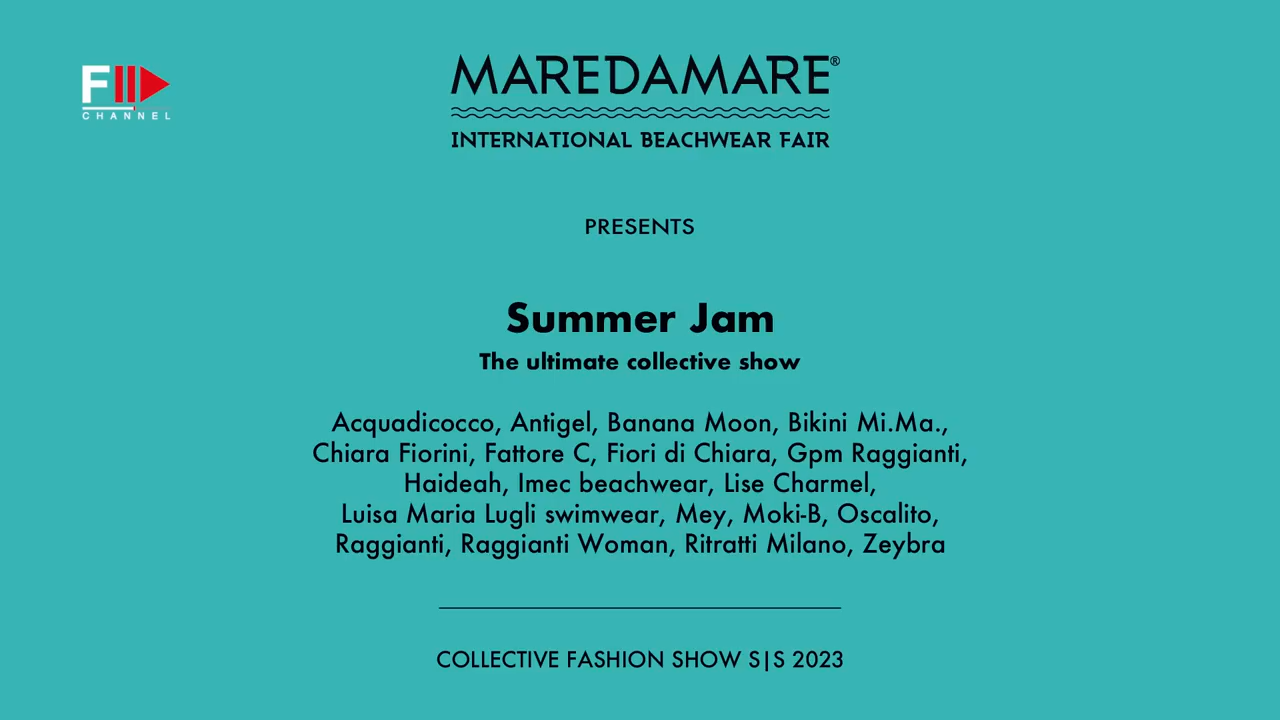 F
CHANNEL
MAREDAMARE®
INTERNATIONAL BEACHWEAR FAIR
PRESENTS
Summer Jam
The ultimate collective show
Acquadicocco, Antigel, Banana Moon, Bikini Mi.Ma.,
Chiara Fiorini, Fattore C, Fiori di Chiara, Gpm Raggianti,
Haideah, Imec beachwear, Lise Charmel,
Luisa Maria Lugli swimwear, Mey, Moki-B, Oscalito,
Raggianti, Raggianti Woman, Ritratti Milano, Zeybra
COLLECTIVE FASHION SHOW S|S 2023